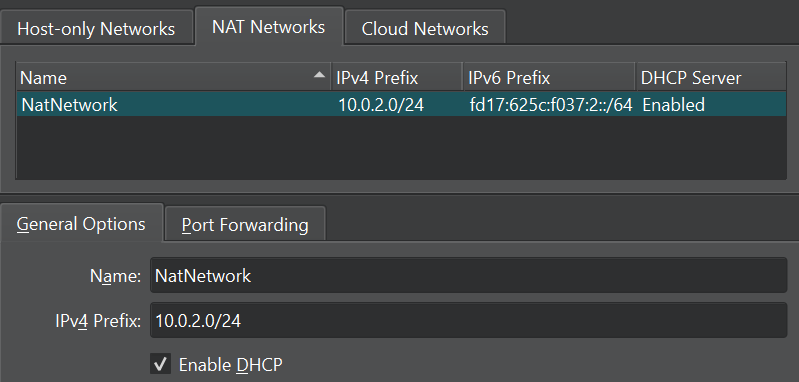 Host-only Networks NAT Networks Cloud Networks
Name IPv4 Prefix IPv6 Prefix DHCP Server
NatNetwork 10.0.2.0/24 fd17:625c:f037:2::/64 Enabled
General Options Port Forwarding
Name: NatNetwork
IPv4 Prefix: 10.0.2.0/24
Enable DHCP